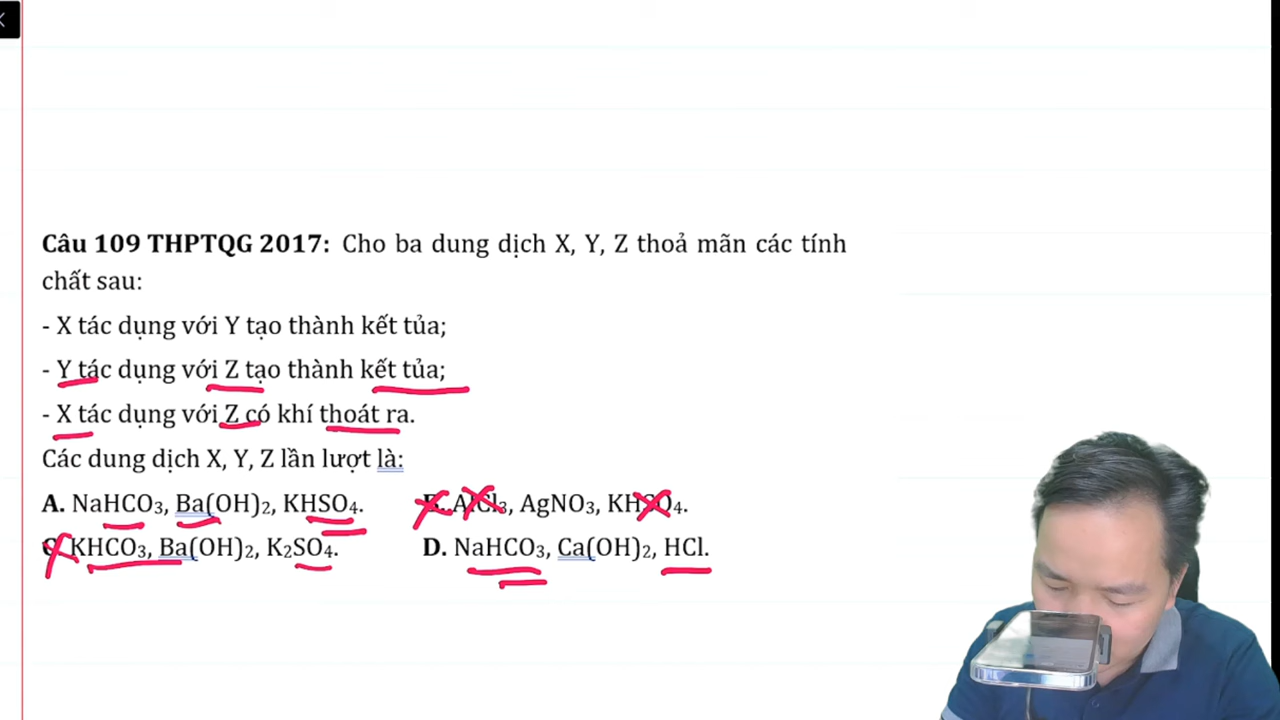 Câu 109 THPTQG 2017: Cho ba dung dịch X, Y, Z thoả mãn các tính
chất sau:
- X tác dụng với Y tạo thành kết tủa;
- Y tác dụng với Z tạo thành kết tủa;
- X tác dụng với Z có khí thoát ra.
Các dung dịch X, Y, Z lần lượt là:
A. NaHCO₃, Ba(OH)₂, KHSO₄. B. AlCl₃, AgNO₃, KHSO₄.
C. KHCO₃, Ba(OH)₂, K₂SO₄. D. NaHCO₃, Ca(OH)₂, HCl.